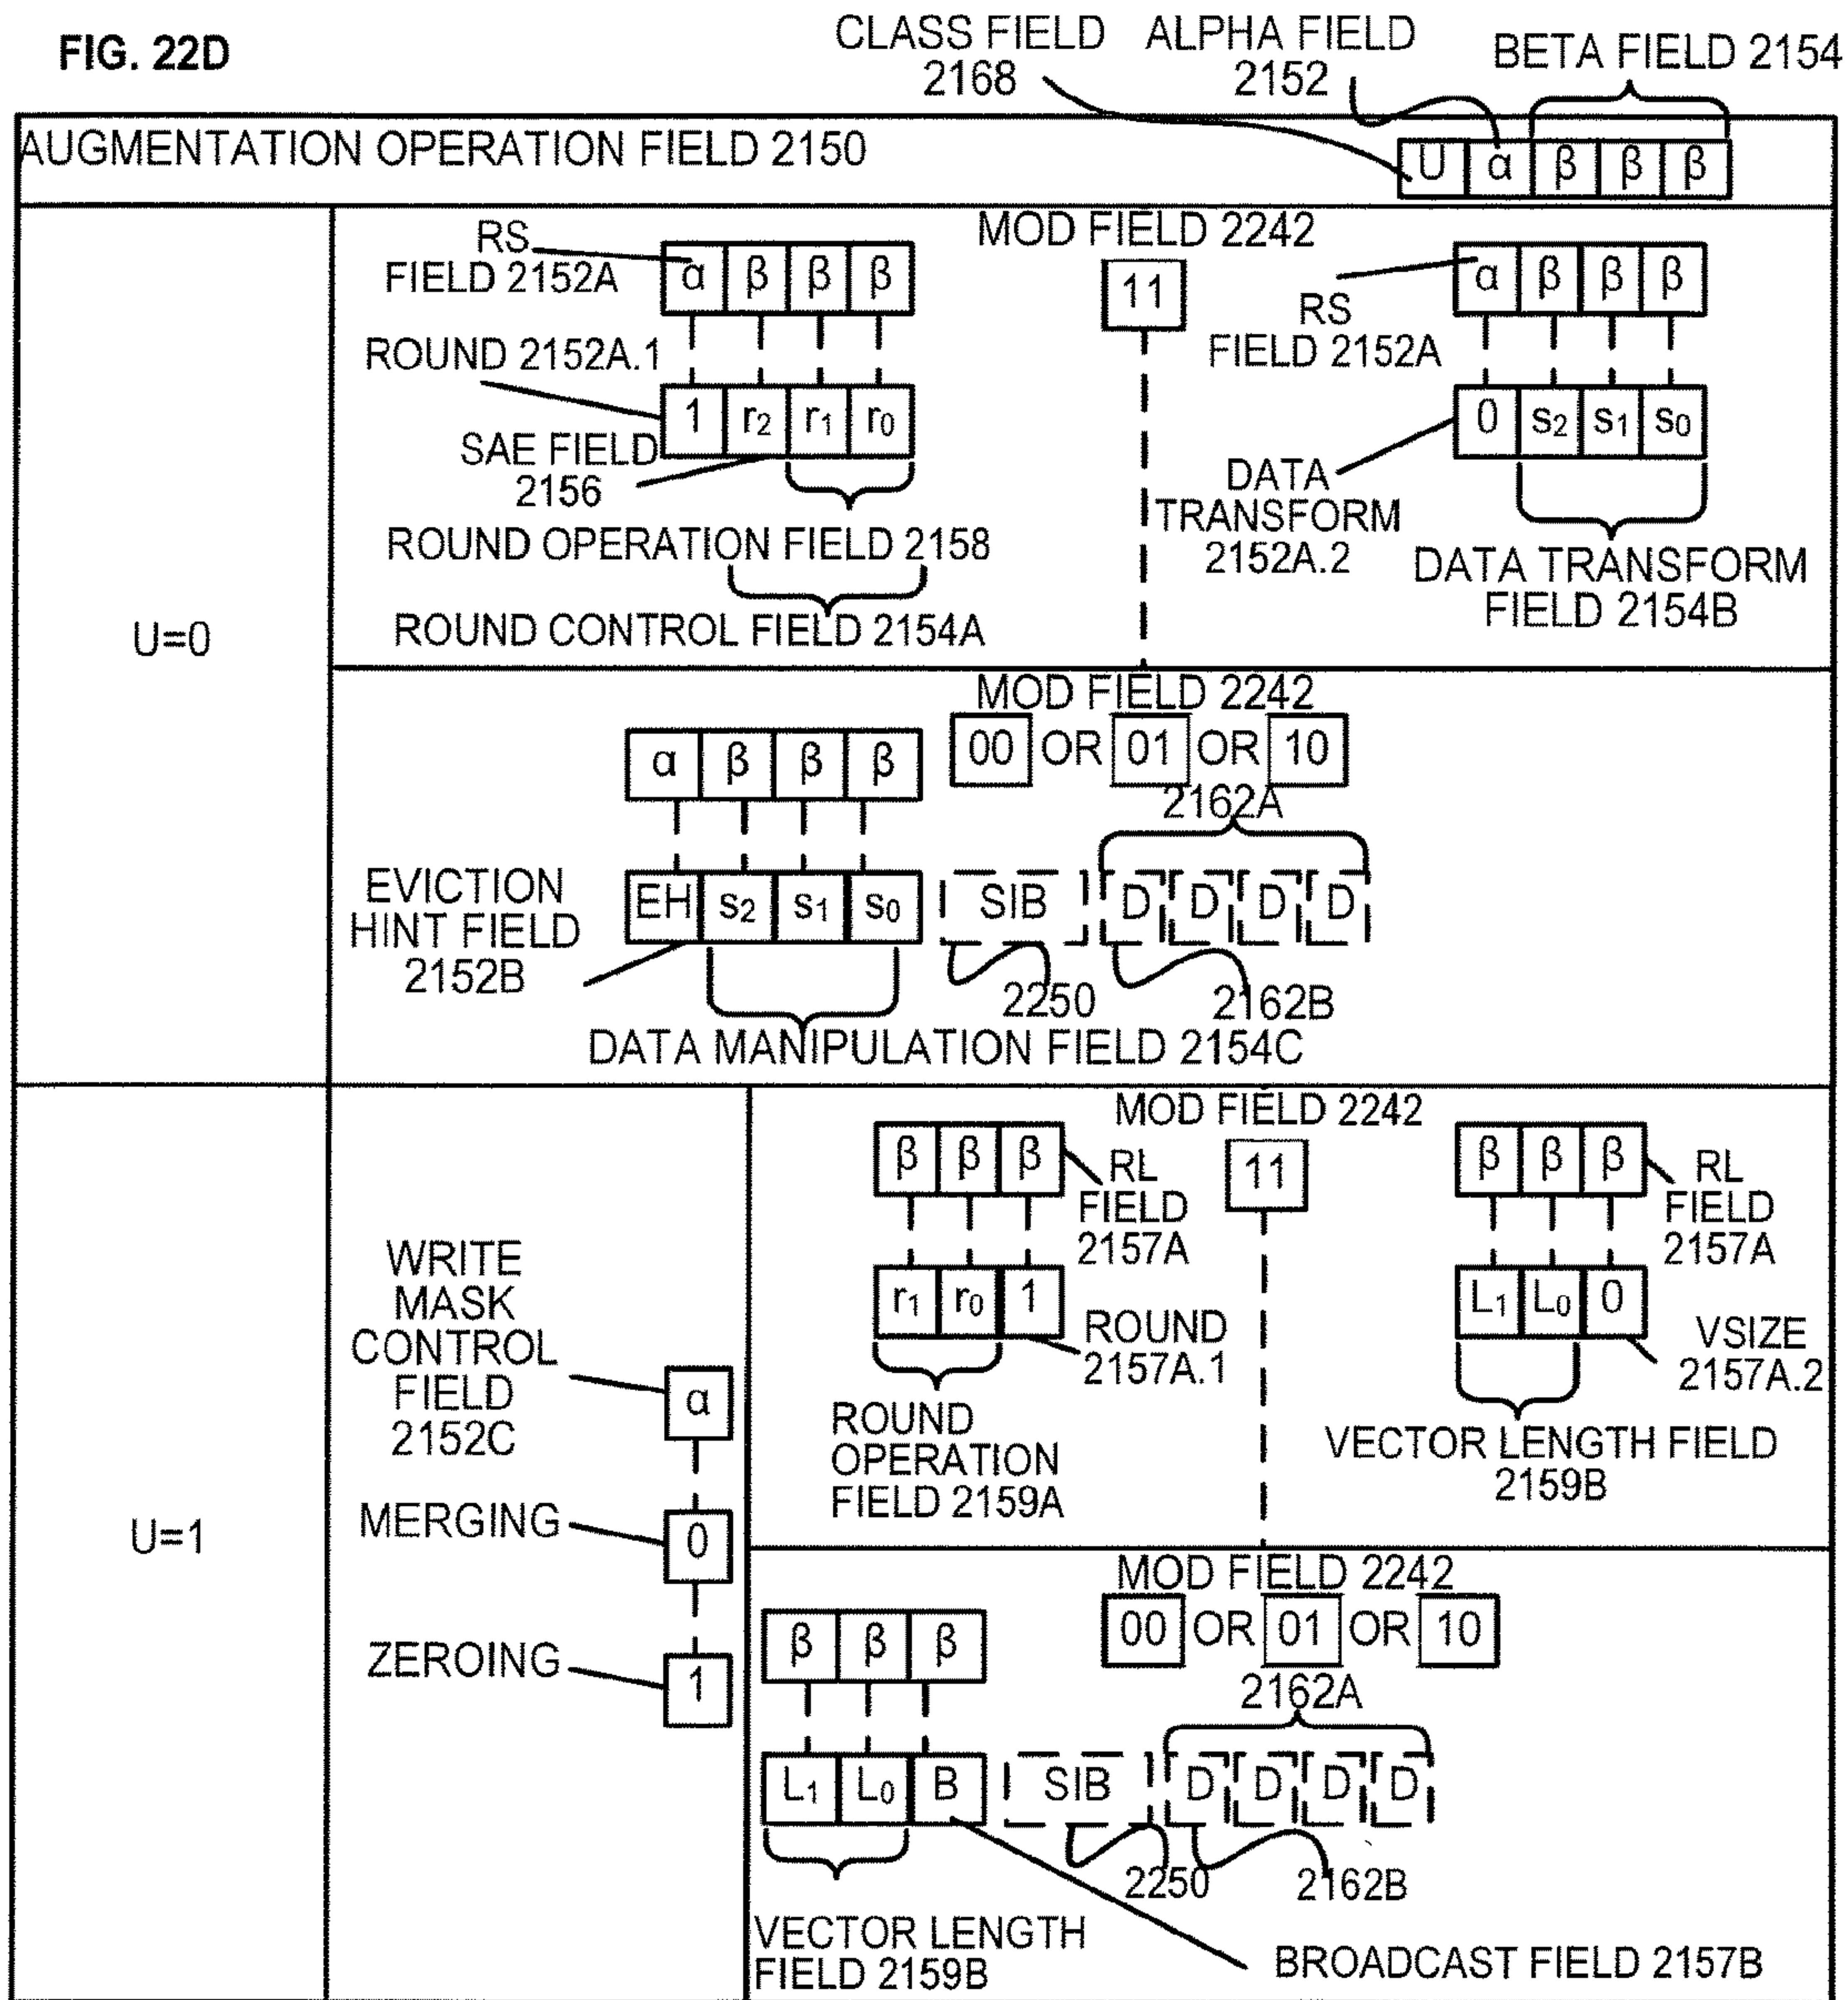 FIG. 22D
CLASS FIELD
2168
ALPHA FIELD
2152
BETA FIELD 2154
AUGMENTATION OPERATION FIELD 2150
U α β β β
U=0
MOD FIELD 2242
11
RS
FIELD 2152A
α β β β
ROUND 2152A.1
1 r2 r1 r0
SAE FIELD
2156
ROUND OPERATION FIELD 2158
ROUND CONTROL FIELD 2154A
α β β β
RS
FIELD 2152A
0 s2 s1 s0
DATA
TRANSFORM
2152A.2
DATA TRANSFORM
FIELD 2154B
MOD FIELD 2242
00 OR 01 OR 10
α β β β
2162A
EVICTION
HINT FIELD
2152B
EH s2 s1 s0 SIB D D D D
2250
2162B
DATA MANIPULATION FIELD 2154C
U=1
WRITE
MASK
CONTROL
FIELD
2152C
α
MERGING
0
ZEROING
1
MOD FIELD 2242
11
β β β
RL
FIELD
2157A
r1 r0 1
ROUND
2157A.1
ROUND
OPERATION
FIELD 2159A
β β β
RL
FIELD
2157A
L1 L0 0
VSIZE
2157A.2
VECTOR LENGTH FIELD
2159B
MOD FIELD 2242
00 OR 01 OR 10
β β β
2162A
L1 L0 B SIB D D D D
2250
2162B
VECTOR LENGTH
FIELD 2159B
BROADCAST FIELD 2157B